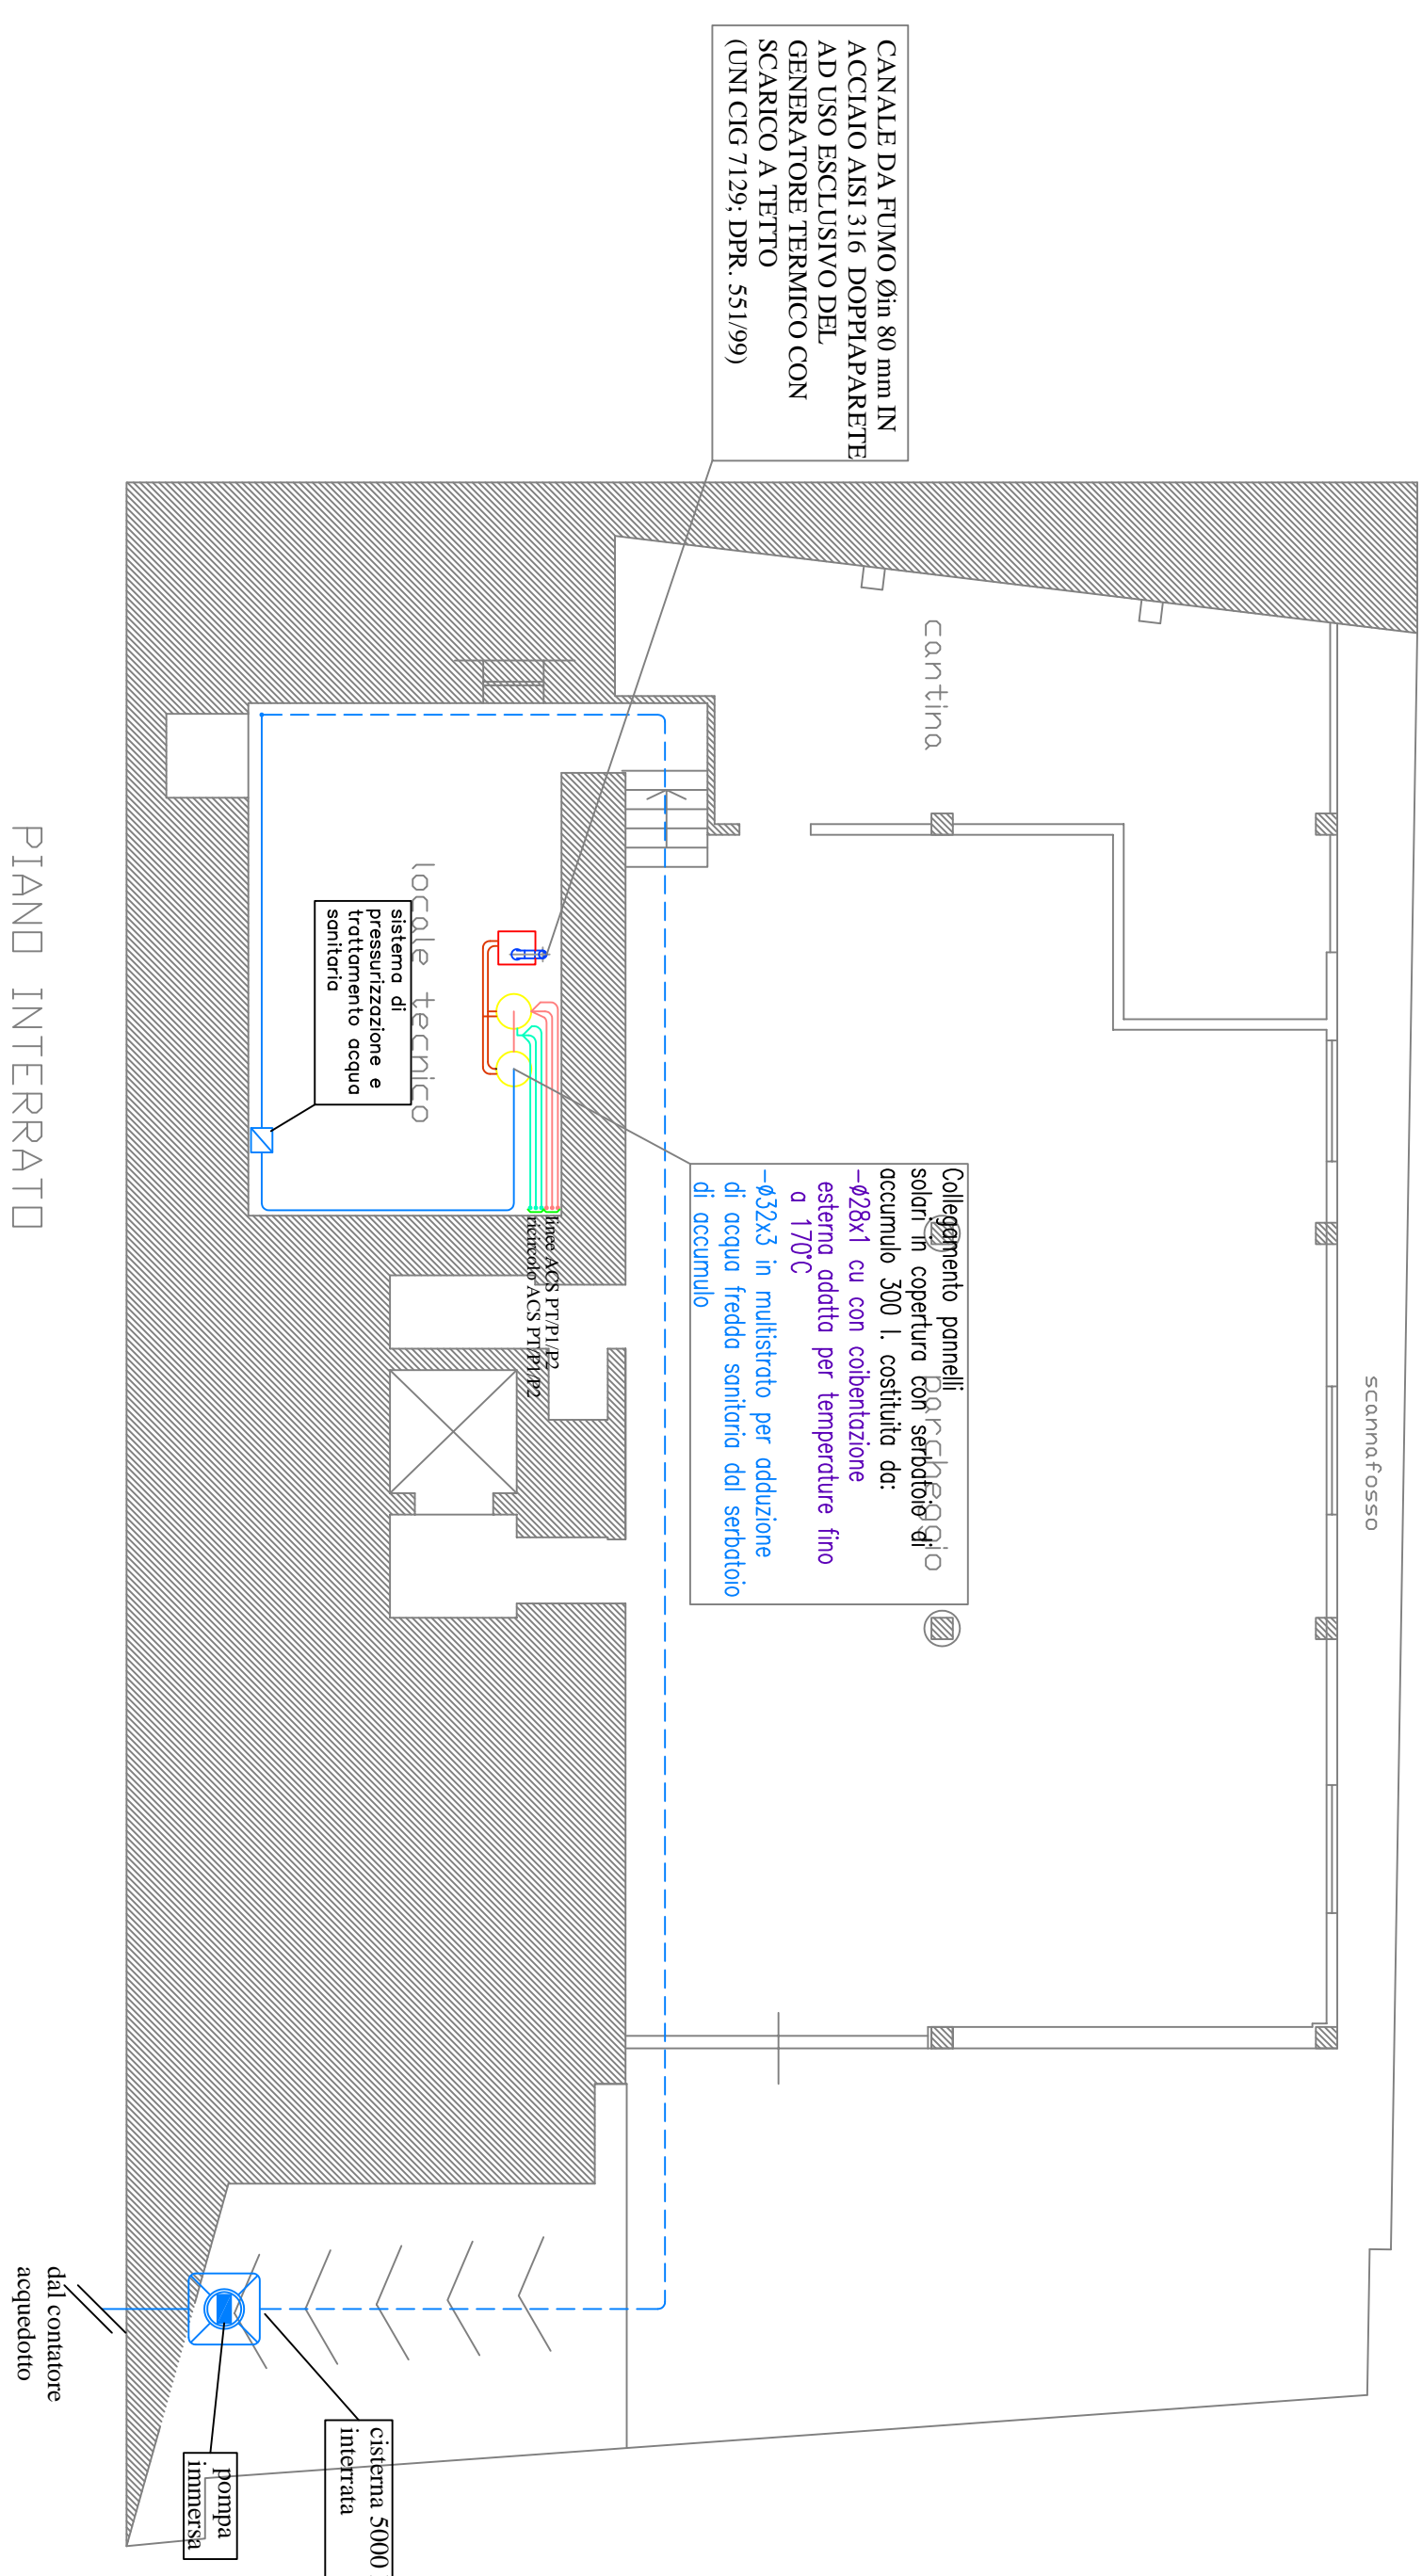 CANALE DA FUMO Øin 80 mm IN
ACCIAIO AISI 316 DOPPIAPARETE
AD USO ESCLUSIVO DEL
GENERATORE TERMICO CON
SCARICO A TETTO
(UNI CIG 7129; DPR. 551/99)
cantina
scannafosso
locale tecnico
sistema di
pressurizzazione e
trattamento acqua
sanitaria
Collegamento pannelli
solari in copertura con serbatoio di
accumulo 300 l. costituita da:
-ø28x1 cu con coibentazione
esterna adatta per temperature fino
a 170°C
-ø32x3 in multistrato per adduzione
di acqua fredda sanitaria dal serbatoio
di accumulo
parcheggio
linee ACS PT/P1/P2
ricircolo ACS PT/P1/P2
cisterna 5000
interrata
pompa
immersa
dal contatore
acquedotto
PIANO INTERRATO